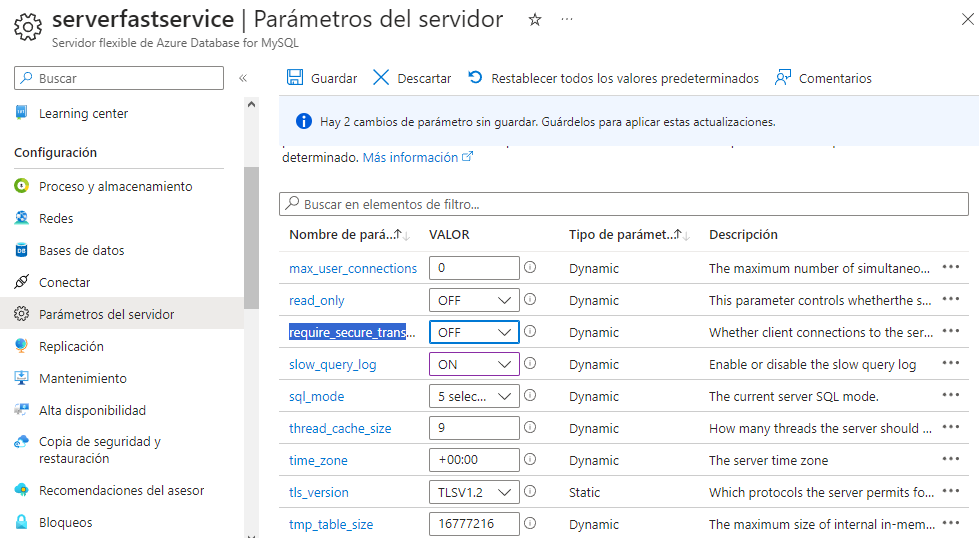 serverfastservice | Parámetros del servidor
Servidor flexible de Azure Database for MySQL
Buscar
Learning center
Configuración
Proceso y almacenamiento
Redes
Bases de datos
Conectar
Parámetros del servidor
Replicación
Mantenimiento
Alta disponibilidad
Copia de seguridad y
restauración
Recomendaciones del asesor
Bloqueos
Guardar Descartar Restablecer todos los valores predeterminados Comentarios
Hay 2 cambios de parámetro sin guardar. Guárdelos para aplicar estas actualizaciones.
determinado. Más información
Buscar en elementos de filtro...
Nombre de pará... VALOR Tipo de parámet... Descripción
max_user_connections 0 Dynamic The maximum number of simultaneo...
read_only OFF Dynamic This parameter controls whetherthe s...
require_secure_trans... OFF Dynamic Whether client connections to the ser...
slow_query_log ON Dynamic Enable or disable the slow query log
sql_mode 5 selec... Dynamic The current server SQL mode.
thread_cache_size 9 Dynamic How many threads the server should ...
time_zone +00:00 Dynamic The server time zone
tls_version TLSV1.2 Static Which protocols the server permits fo...
tmp_table_size 16777216 Dynamic The maximum size of internal in-mem...